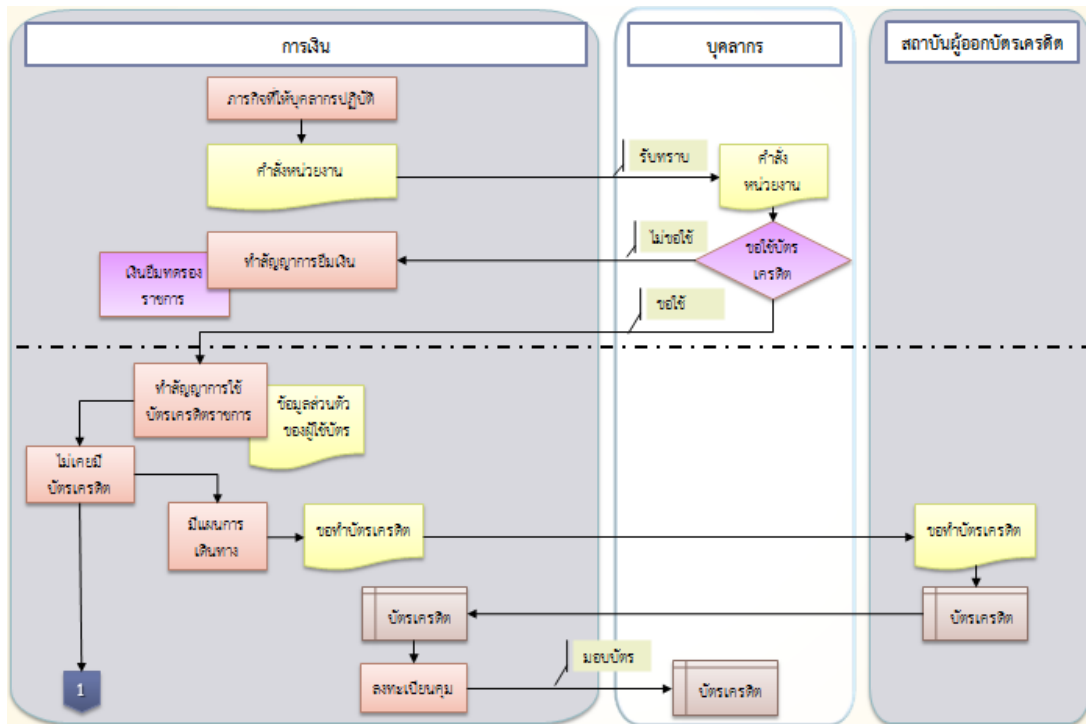 การเงิน
บุคลากร
สถาบันผู้ออกบัตรเครดิต
ภารกิจที่ให้บุคลากรปฏิบัติ
คำสั่งหน่วยงาน
รับทราบ
คำสั่ง
หน่วยงาน
ไม่ขอใช้
ขอใช้บัตร
เครดิต
ทำสัญญาการยืมเงิน
เงินยืมทดรอง
ราชการ
ขอใช้
ทำสัญญาการใช้
บัตรเครดิตราชการ
ข้อมูลส่วนตัว
ของผู้ใช้บัตร
ไม่เคยมี
บัตรเครดิต
มีแผนการ
เดินทาง
ขอทำบัตรเครดิต
ขอทำบัตรเครดิต
บัตรเครดิต
บัตรเครดิต
มอบบัตร
ลงทะเบียนคุม
บัตรเครดิต
1